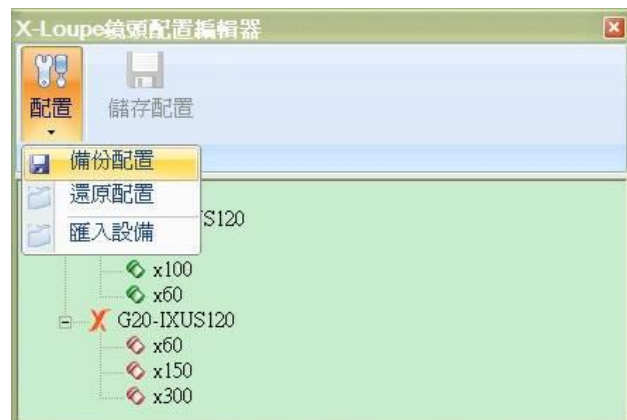 X-Loupe鏡頭配置編輯器
配置
儲存配置
備份配置
還原配置
匯入設備
S120
x100
x60
G20-IXUS120
x60
x150
x300